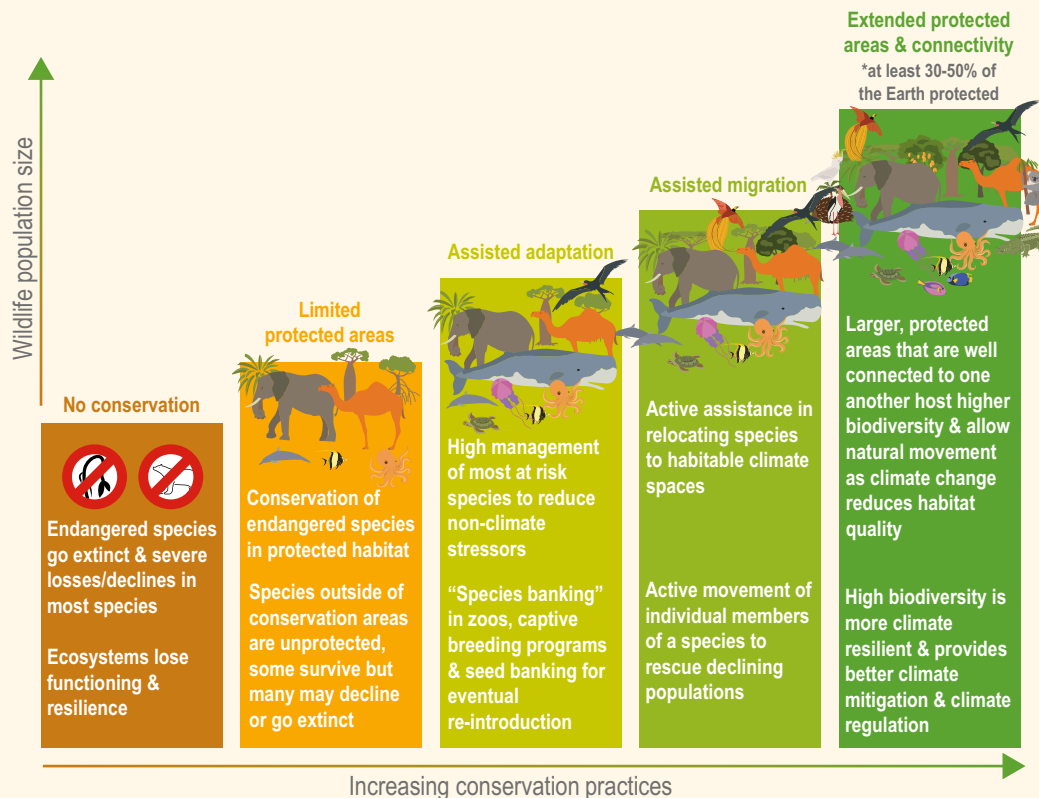 Extended protected
areas & connectivity
*at least 30-50% of
the Earth protected
Wildlife population size
Assisted migration
Assisted adaptation
Limited
protected areas
No conservation
Endangered species
go extinct & severe
losses/declines in
most species
Ecosystems lose
functioning &
resilience
Conservation of
endangered species
in protected habitat
Species outside of
conservation areas
are unprotected,
some survive but
many may decline
or go extinct
High management
of most at risk
species to reduce
non-climate
stressors
“Species banking”
in zoos, captive
breeding programs
& seed banking for
eventual
re-introduction
Active assistance in
relocating species
to habitable climate
spaces
Active movement of
individual members
of a species to
rescue declining
populations
Larger, protected
areas that are well
connected to one
another host higher
biodiversity & allow
natural movement
as climate change
reduces habitat
quality
High biodiversity is
more climate
resilient & provides
better climate
mitigation & climate
regulation
Increasing conservation practices